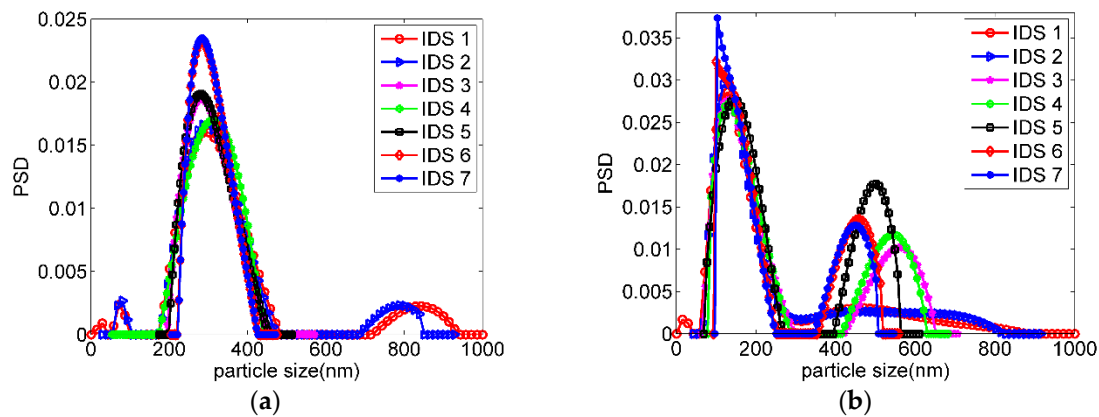 0.025
0.02
0.015
0.01
0.005
0
PSD
0 200 400 600 800 1000
particle size(nm)
IDS 1
IDS 2
IDS 3
IDS 4
IDS 5
IDS 6
IDS 7
(a)
0.035
0.03
0.025
0.02
0.015
0.01
0.005
0
PSD
0 200 400 600 800 1000
particle size(nm)
IDS 1
IDS 2
IDS 3
IDS 4
IDS 5
IDS 6
IDS 7
(b)